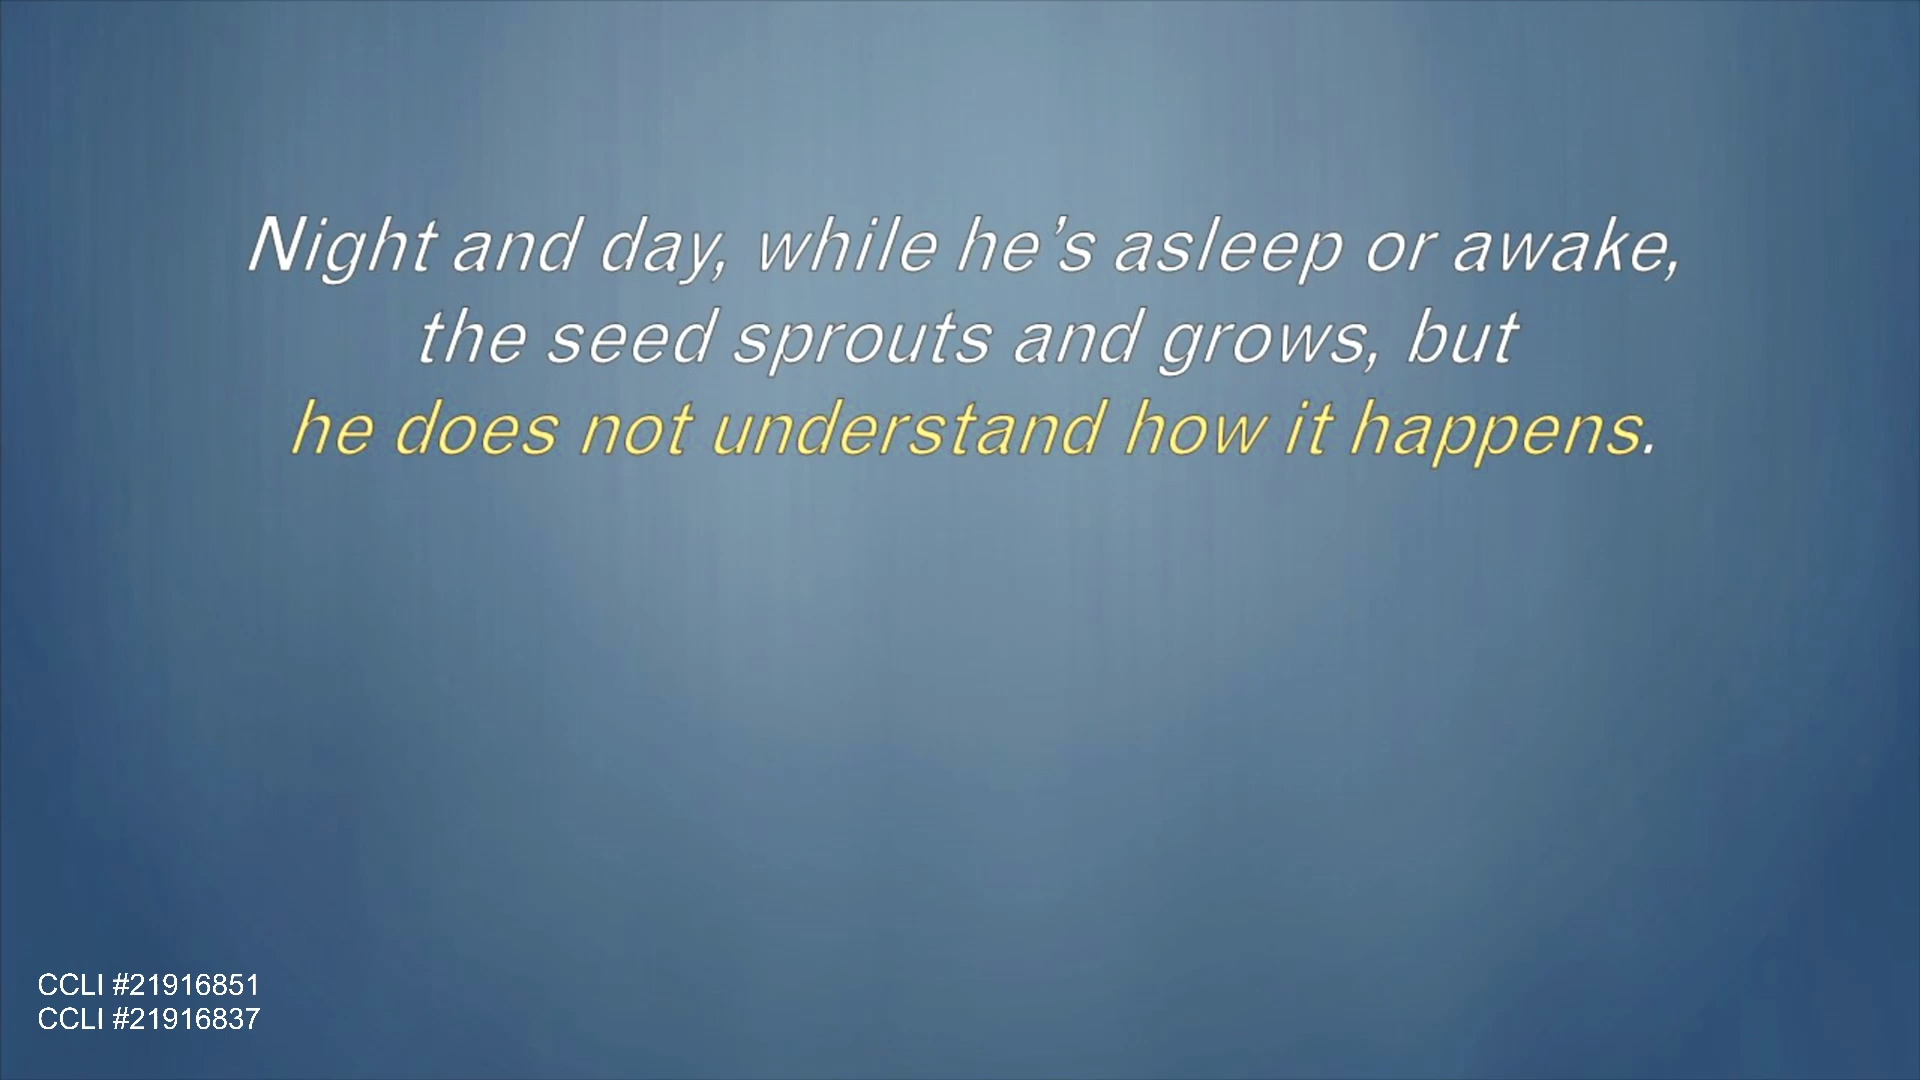 Night and day, while he’s asleep or awake,
the seed sprouts and grows, but
he does not understand how it happens.
CCLI #21916851
CCLI #21916837